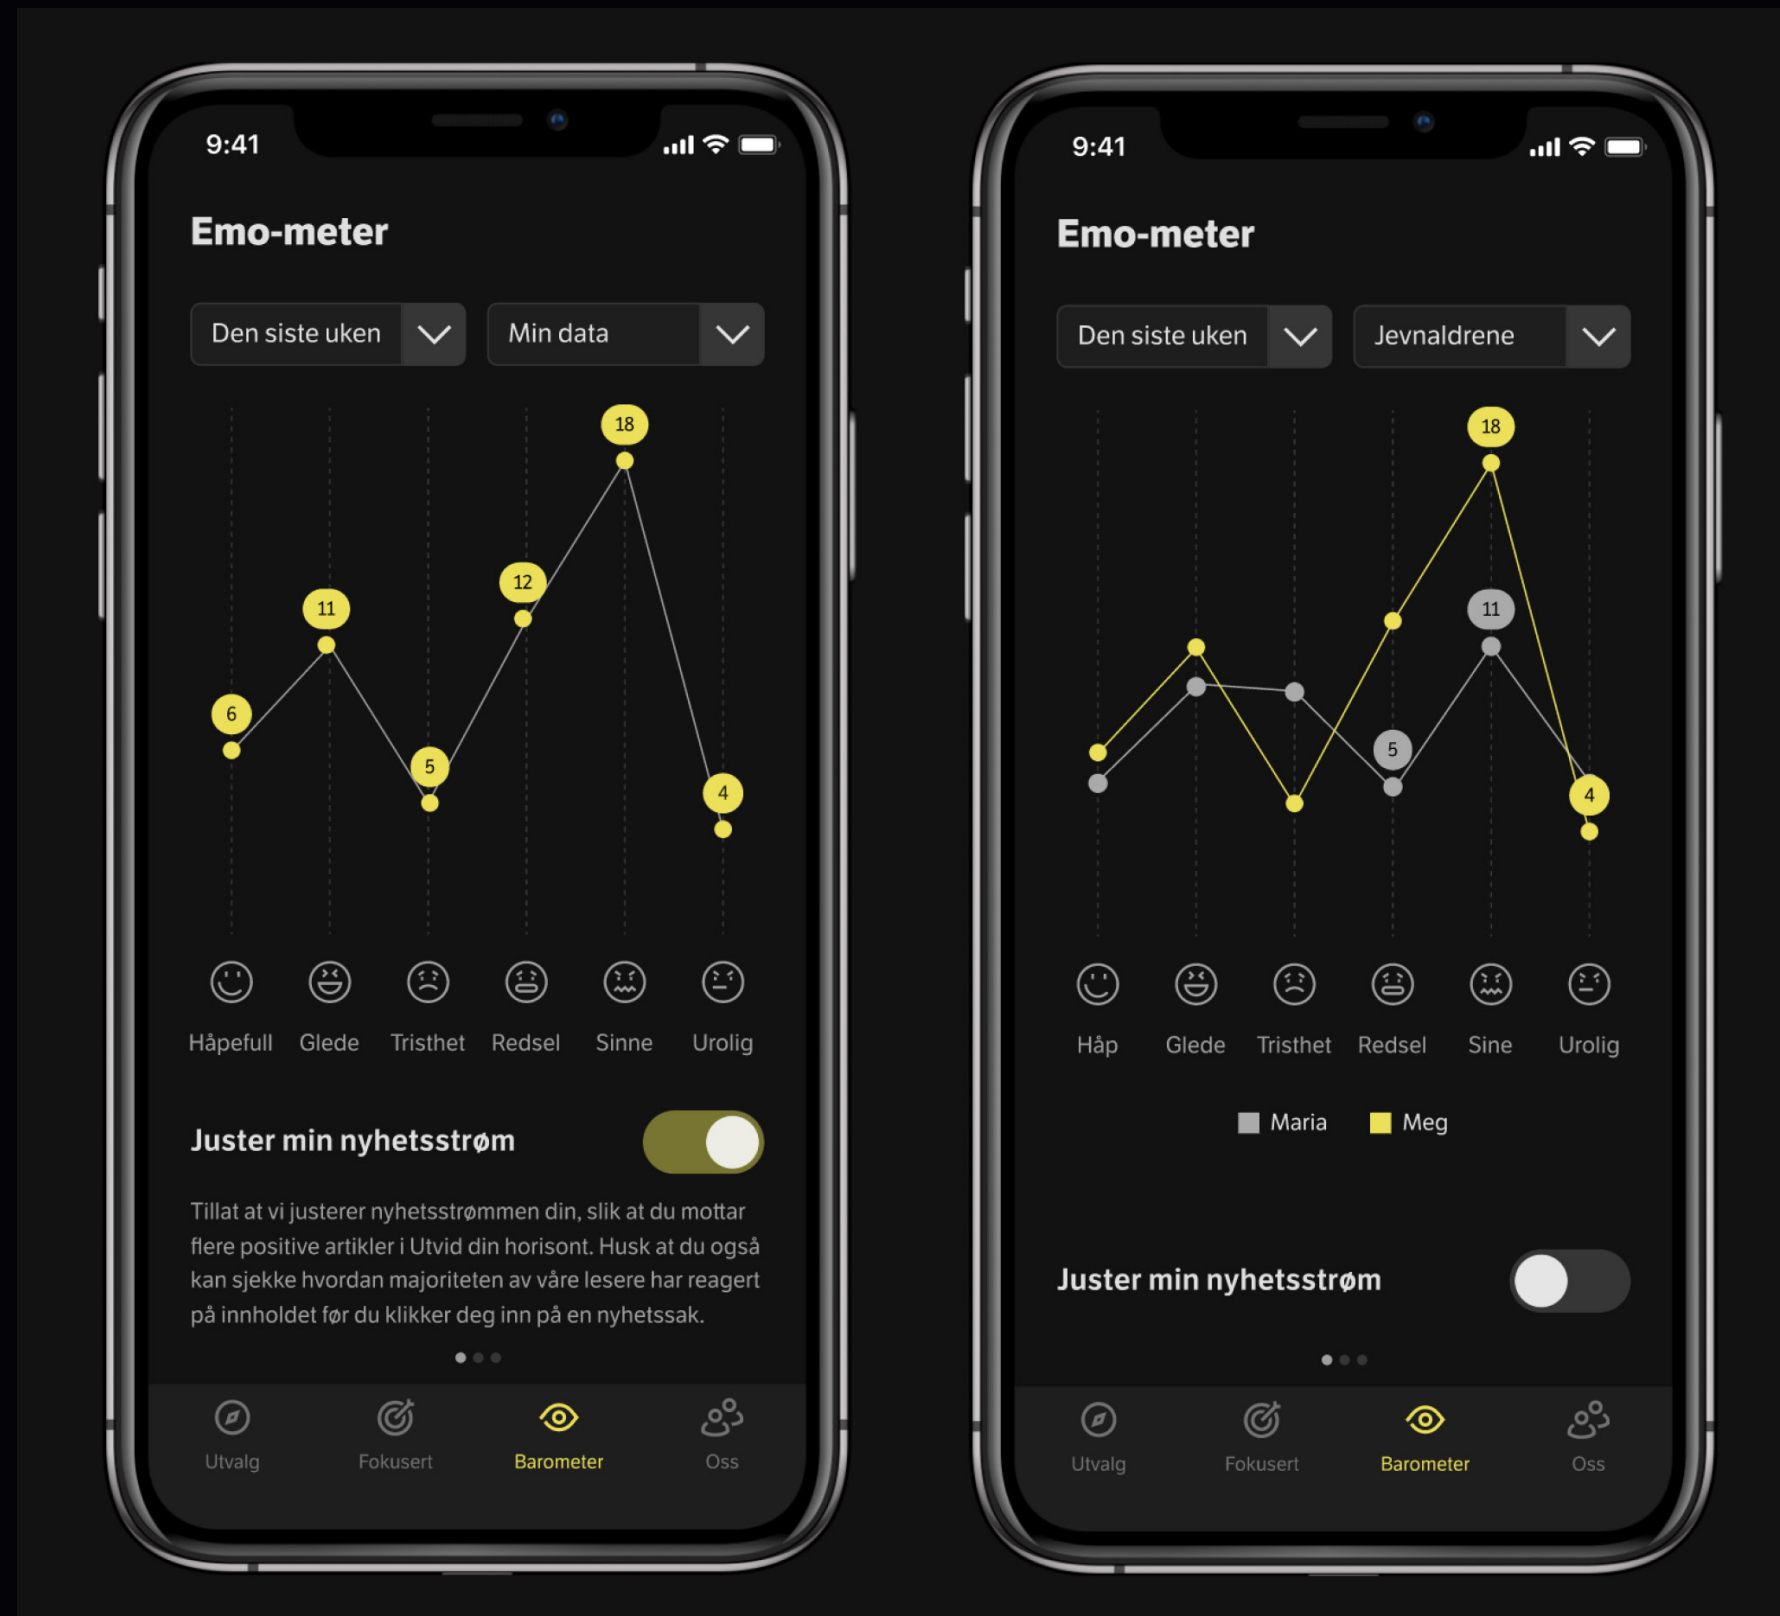 9:41
Emo-meter
Den siste uken
Min data
18
12
11
6
5
4
Håpefull Glede Tristhet Redsel Sinne Urolig
Juster min nyhetsstrøm
Tillat at vi justerer nyhetsstrømmen din, slik at du mottar
flere positive artikler i Utvid din horisont. Husk at du også
kan sjekke hvordan majoriteten av våre lesere har reagert
på innholdet før du klikker deg inn på en nyhetssak.
Utvalg Fokusert Barometer Oss
9:41
Emo-meter
Den siste uken
Jevnaldrene
18
11
5
4
Håp Glede Tristhet Redsel Sine Urolig
Maria Meg
Juster min nyhetsstrøm
Utvalg Fokusert Barometer Oss